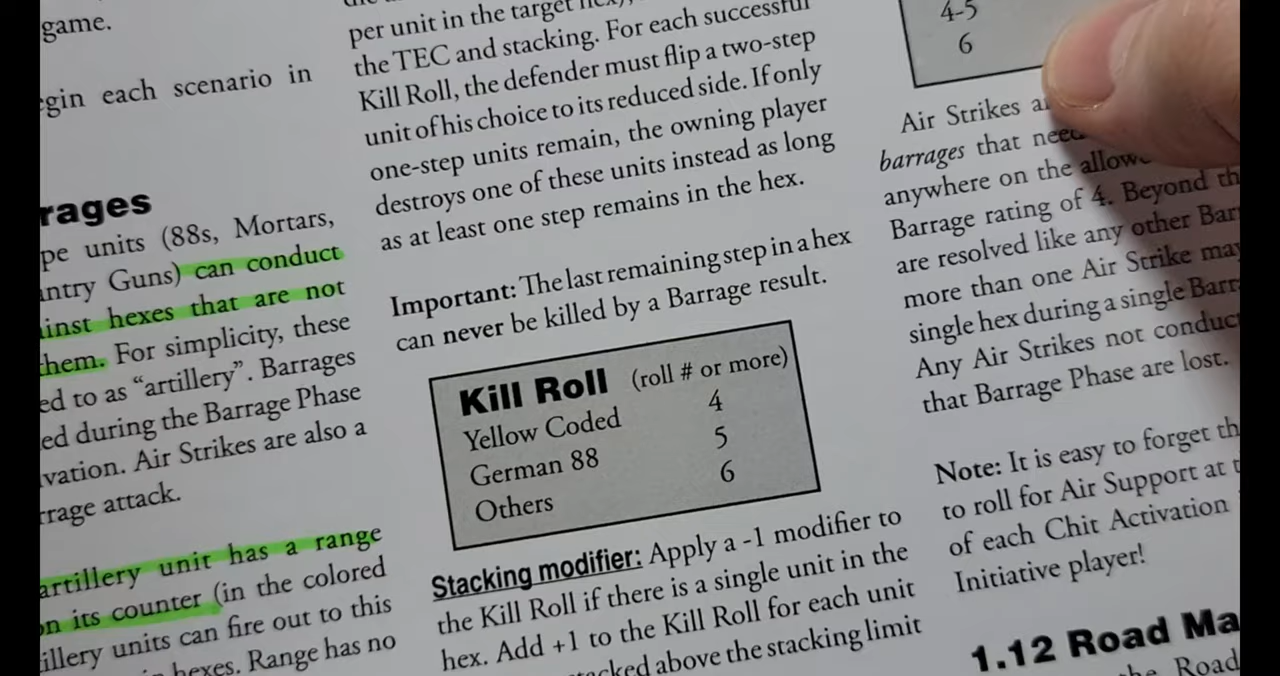 game.
gin each scenario in
rages
pe units (88s, Mortars,
ntry Guns) can conduct
inst hexes that are not
them. For simplicity, these
ed to as “artillery”. Barrages
ed during the Barrage Phase
vation. Air Strikes are also a
rrage attack.
artillery unit has a range
on its counter (in the colored
illery units can fire out to this
hexes. Range has no
per unit in the target hex),
the TEC and stacking. For each successful
Kill Roll, the defender must flip a two-step
unit of his choice to its reduced side. If only
one-step units remain, the owning player
destroys one of these units instead as long
as at least one step remains in the hex.
Important: The last remaining step in a hex
can never be killed by a Barrage result.
Kill Roll (roll # or more)
Yellow Coded 4
German 88 5
Others 6
Stacking modifier: Apply a -1 modifier to
the Kill Roll if there is a single unit in the
hex. Add +1 to the Kill Roll for each unit
stacked above the stacking limit
4-5
6
Air Strikes a
barrages that need
anywhere on the allow
Barrage rating of 4. Beyond th
are resolved like any other Bar
more than one Air Strike may
single hex during a single Barr
Any Air Strikes not conduct
that Barrage Phase are lost.
Note: It is easy to forget th
to roll for Air Support at t
of each Chit Activation
Initiative player!
1.12 Road Ma
the Road